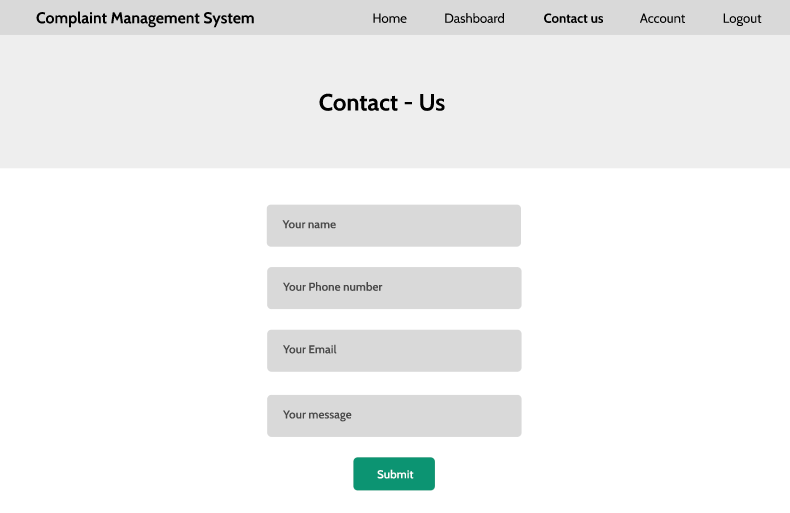 Complaint Management System Home Dashboard Contact us Account Logout
Contact - Us
Your name
Your Phone number
Your Email
Your message
Submit